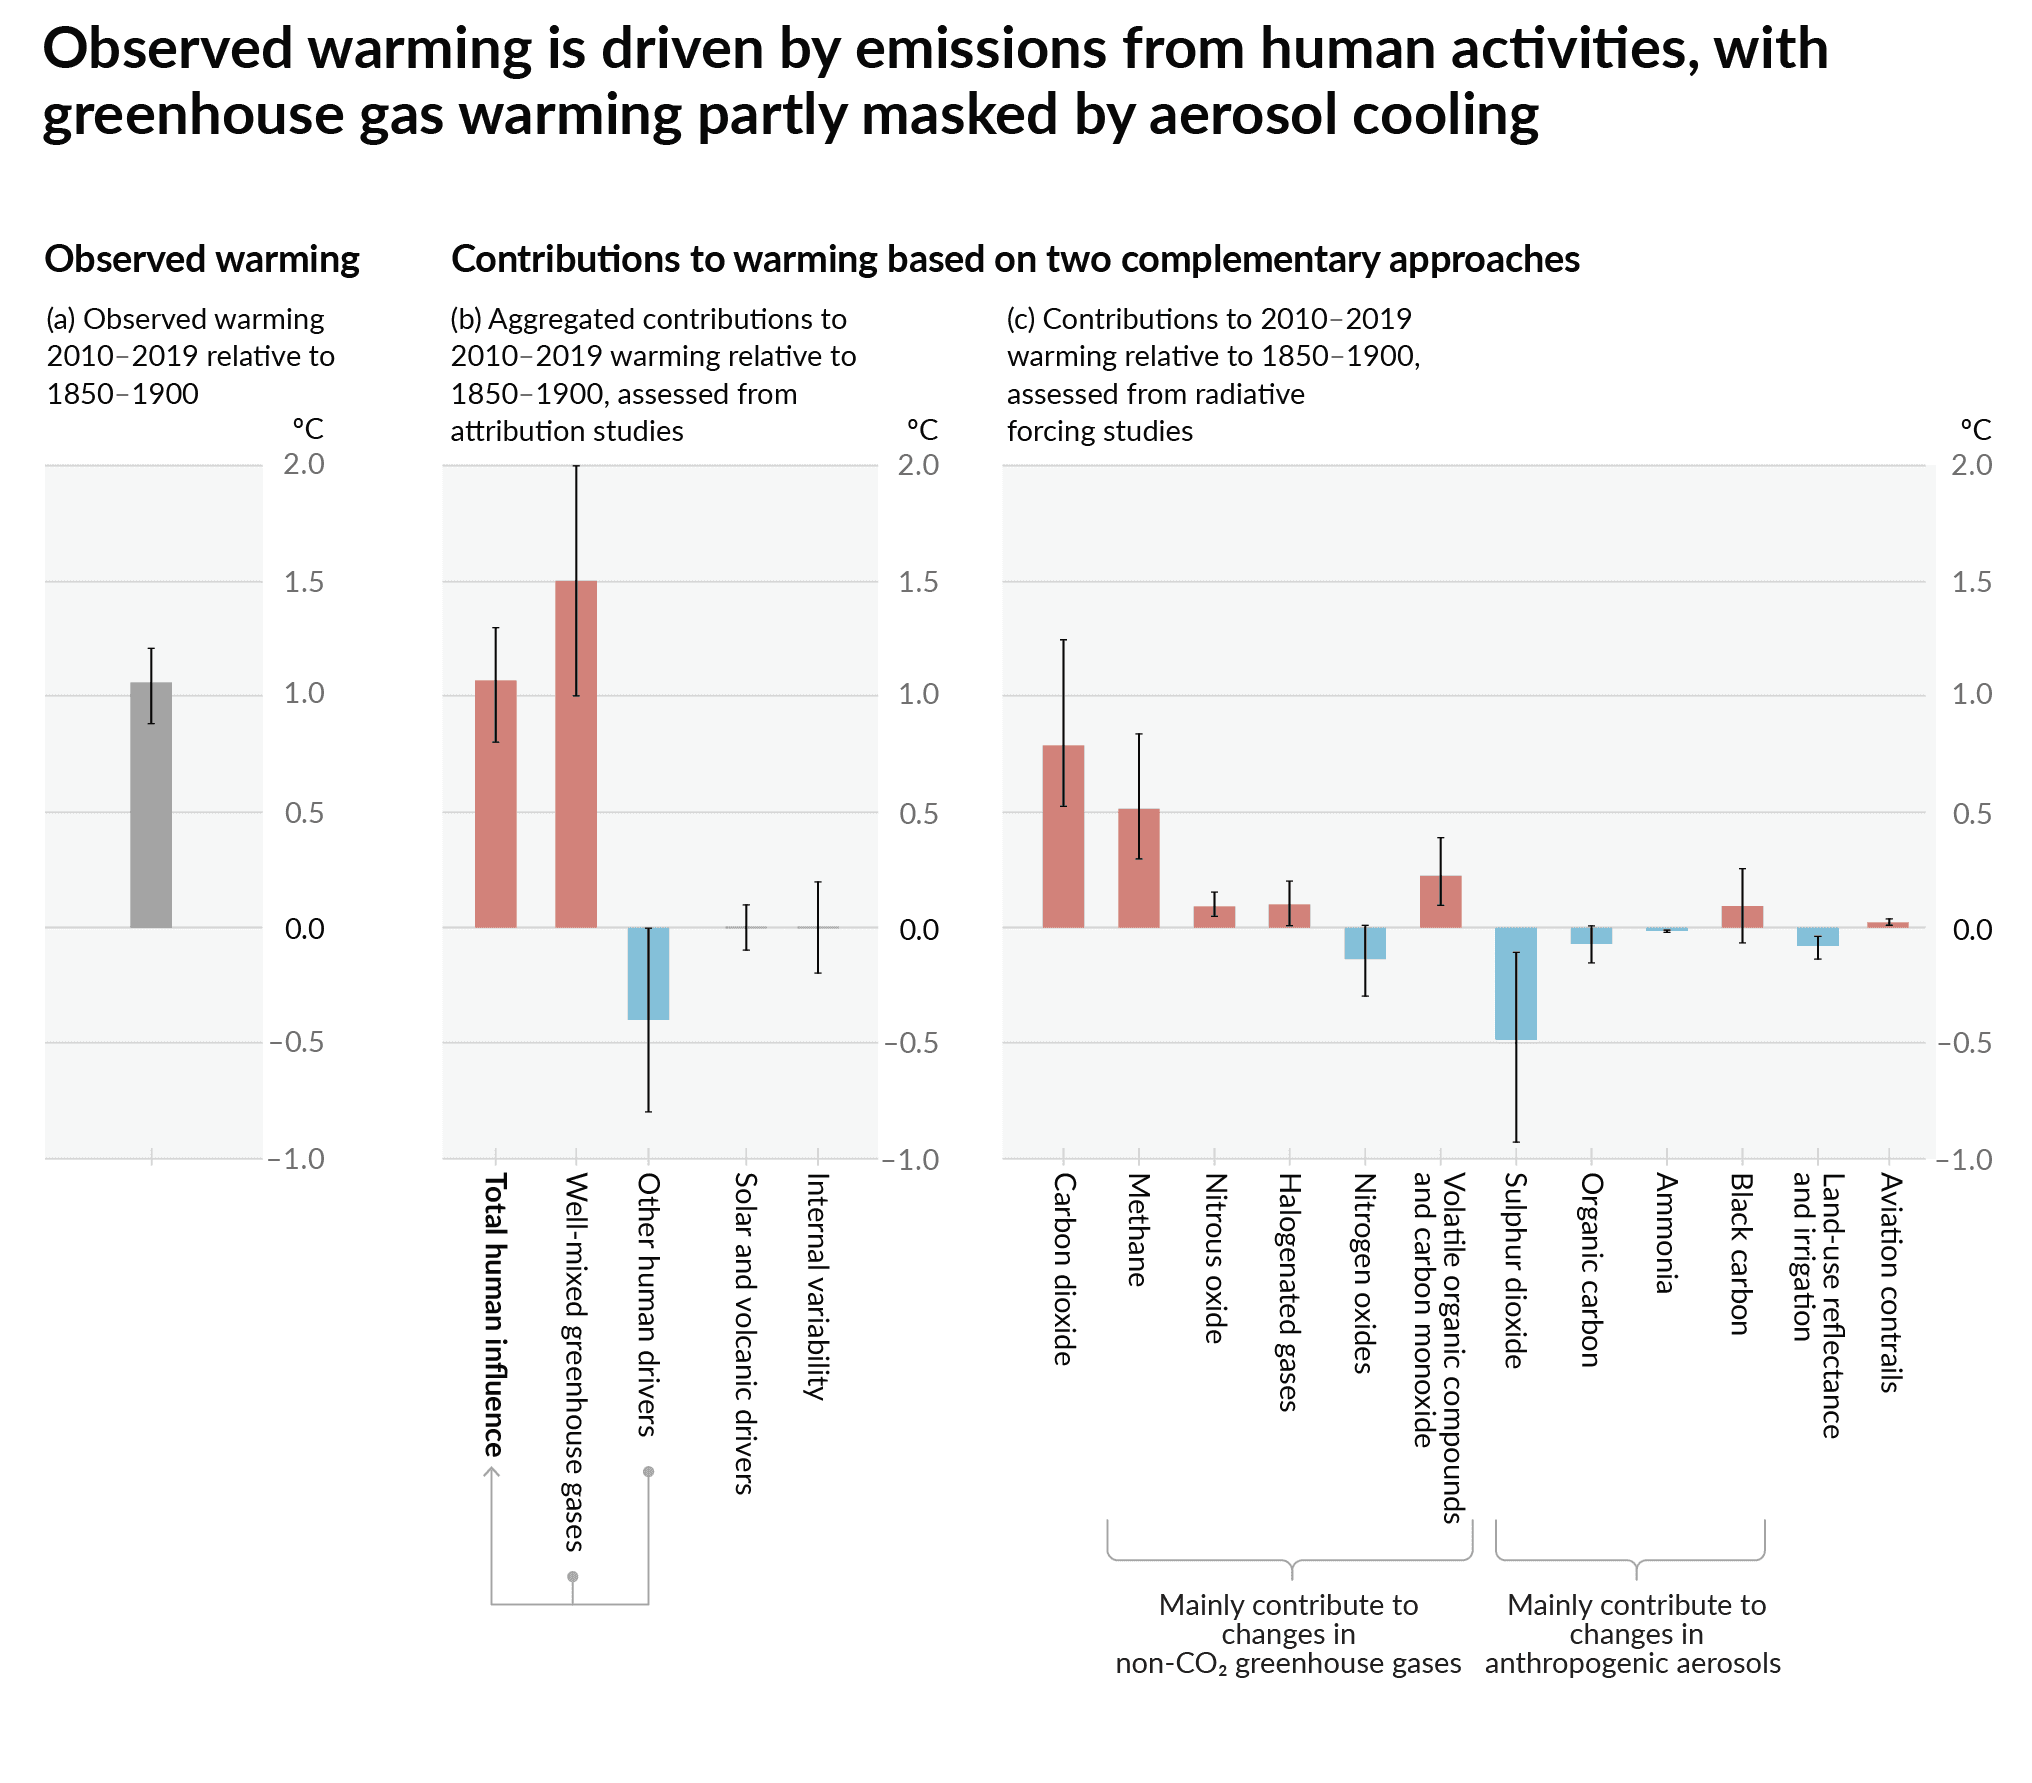 Observed warming is driven by emissions from human activities, with
greenhouse gas warming partly masked by aerosol cooling
Observed warming
(a) Observed warming
2010–2019 relative to
1850–1900
ºC
2.0
1.5
1.0
0.5
0.0
–0.5
–1.0
Contributions to warming based on two complementary approaches
(b) Aggregated contributions to
2010–2019 warming relative to
1850–1900, assessed from
attribution studies
ºC
2.0
1.5
1.0
0.5
0.0
–0.5
–1.0
Total human influence
Well-mixed greenhouse gases
Other human drivers
Solar and volcanic drivers
Internal variability
(c) Contributions to 2010–2019
warming relative to 1850–1900,
assessed from radiative
forcing studies
ºC
2.0
1.5
1.0
0.5
0.0
–0.5
–1.0
Carbon dioxide
Methane
Nitrous oxide
Halogenated gases
Nitrogen oxides
Volatile organic compounds
and carbon monoxide
Sulphur dioxide
Organic carbon
Ammonia
Black carbon
Land-use reflectance
and irrigation
Aviation contrails
Mainly contribute to
changes in
non-CO₂ greenhouse gases
Mainly contribute to
changes in
anthropogenic aerosols